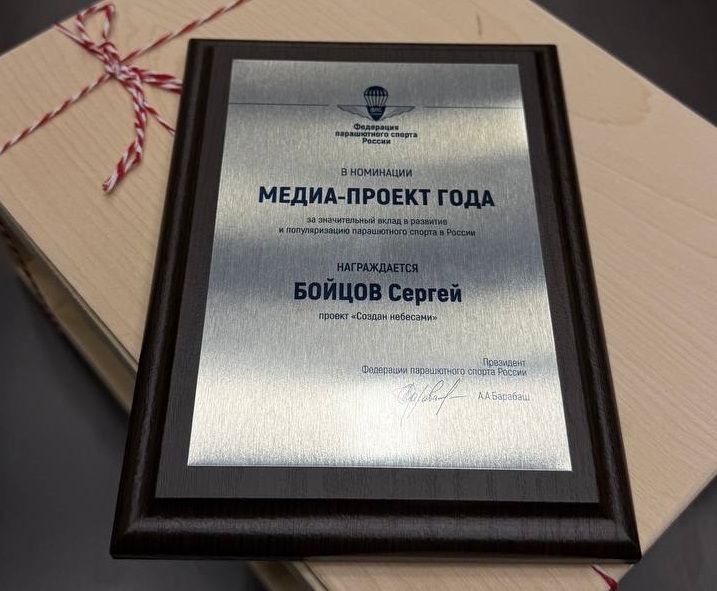 Федерация
парашютного спорта
России
В НОМИНАЦИИ
МЕДИА-ПРОЕКТ ГОДА
за значительный вклад в развитие
и популяризацию парашютного спорта в России
НАГРАЖДАЕТСЯ
БОЙЦОВ Сергей
проект «Создан небесами»
Президент
Федерации парашютного спорта России
А.А.Барабаш